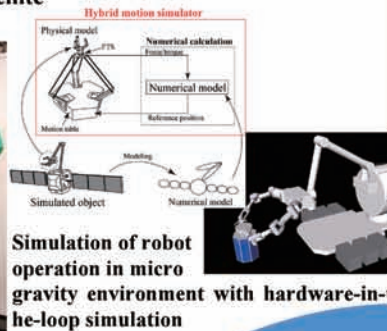 Hybrid motion simulator
Physical model
FTS
Numerical calculation
Force/torque
Numerical model
Reference position
Motion table
Modeling
Simulated object
Numerical model
Simulation of robot
operation in micro
gravity environment with hardware-in-
he-loop simulation